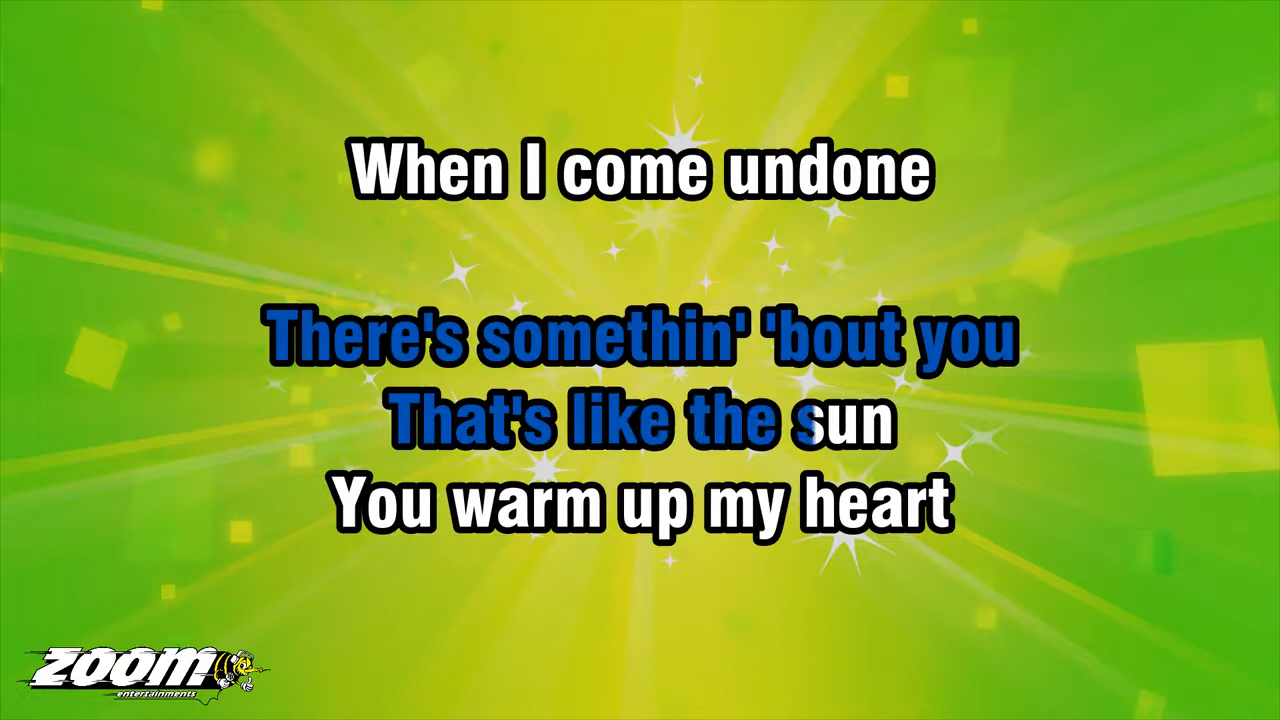 When I come undone
There's somethin' 'bout you
That's like the sun
You warm up my heart
ZOOM
entertainments